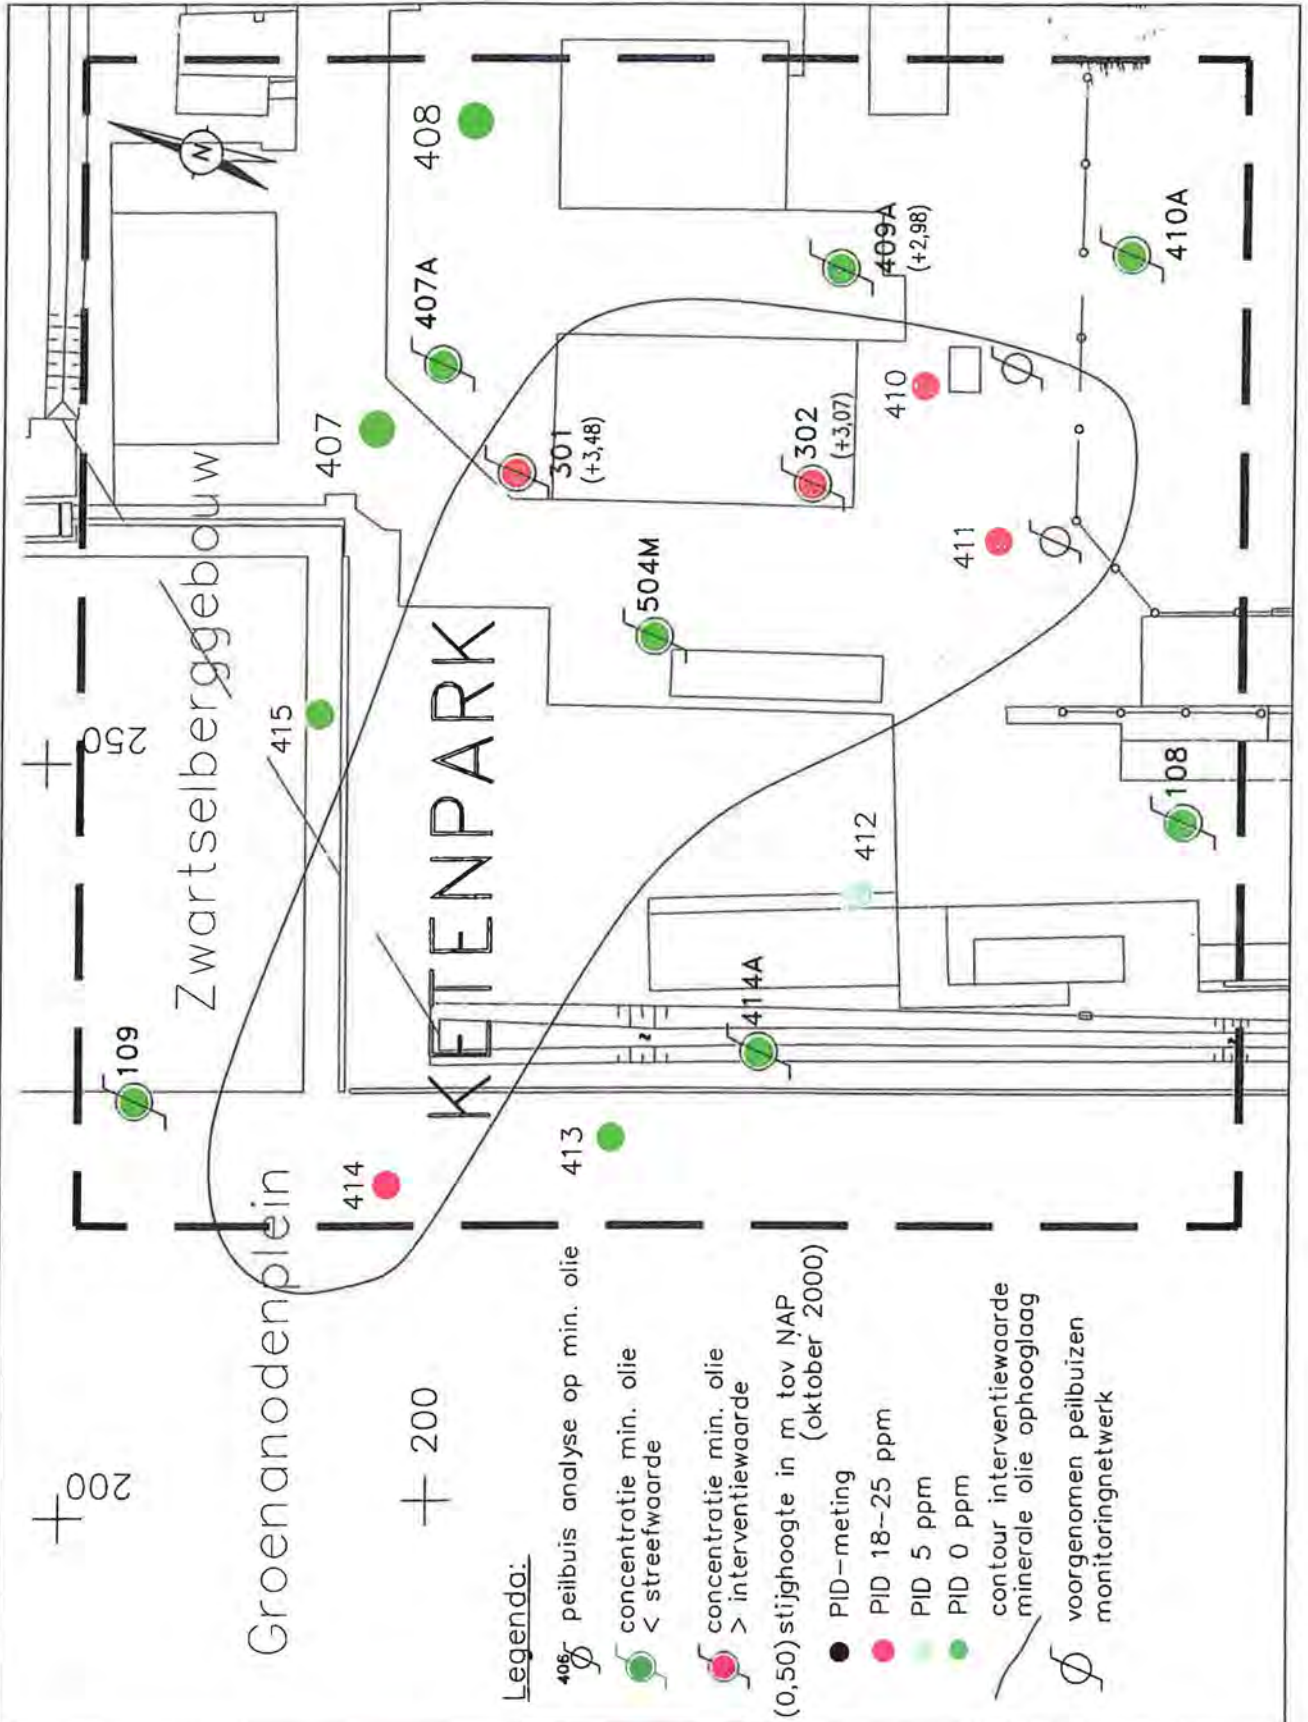 Zwartselberggebouw
Groenanodenplein
KETENPARK
N
250
200
200
408
407A
407
409A
(+2,98)
410A
301
(+3,48)
302
(+3,07)
410
411
504M
415
412
108
109
414A
413
414
Legenda:
406 peilbuis analyse op min. olie
concentratie min. olie
< streefwaarde
concentratie min. olie
> interventiewaarde
(0,50) stijghoogte in m tov NAP
(oktober 2000)
PID-meting
PID 18-25 ppm
PID 5 ppm
PID 0 ppm
contour interventiewaarde
minerale olie ophooglaag
voorgenomen peilbuizen
monitoringnetwerk